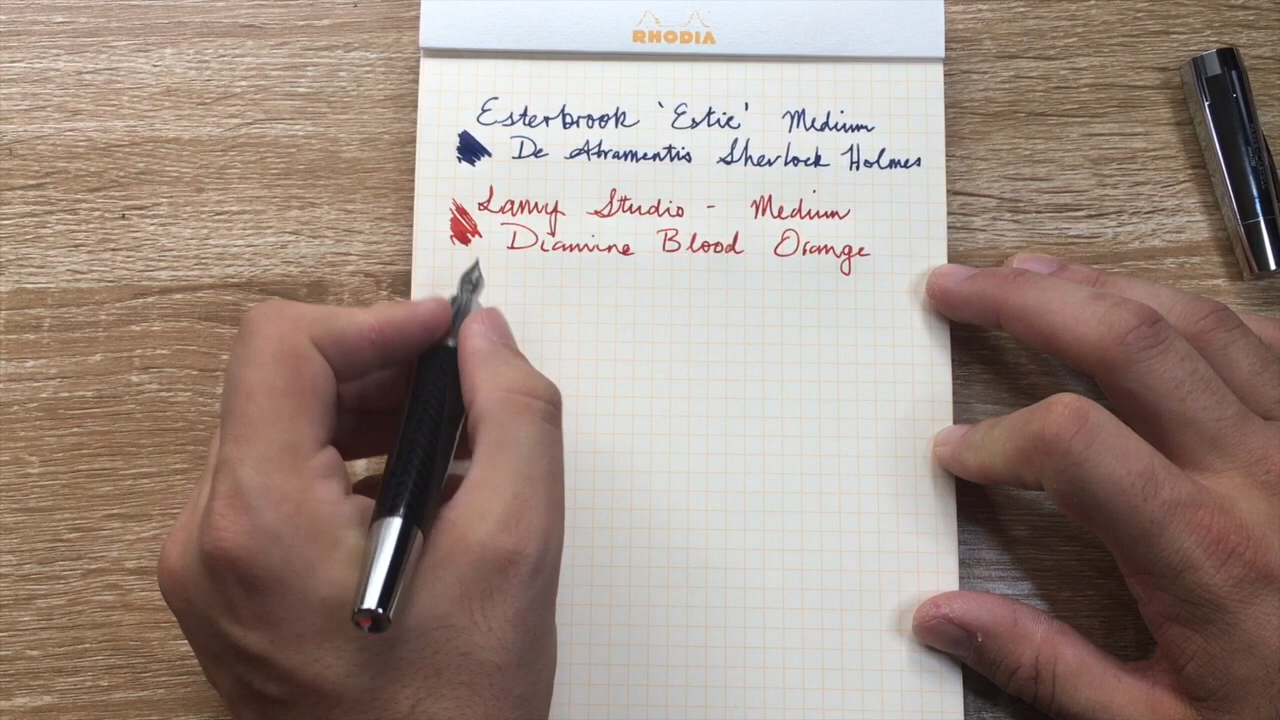 RHODIA
Esterbrook 'Estie' Medium
De Atramentis Sherlock Holmes
Lamy Studio - Medium
Diamine Blood Orange